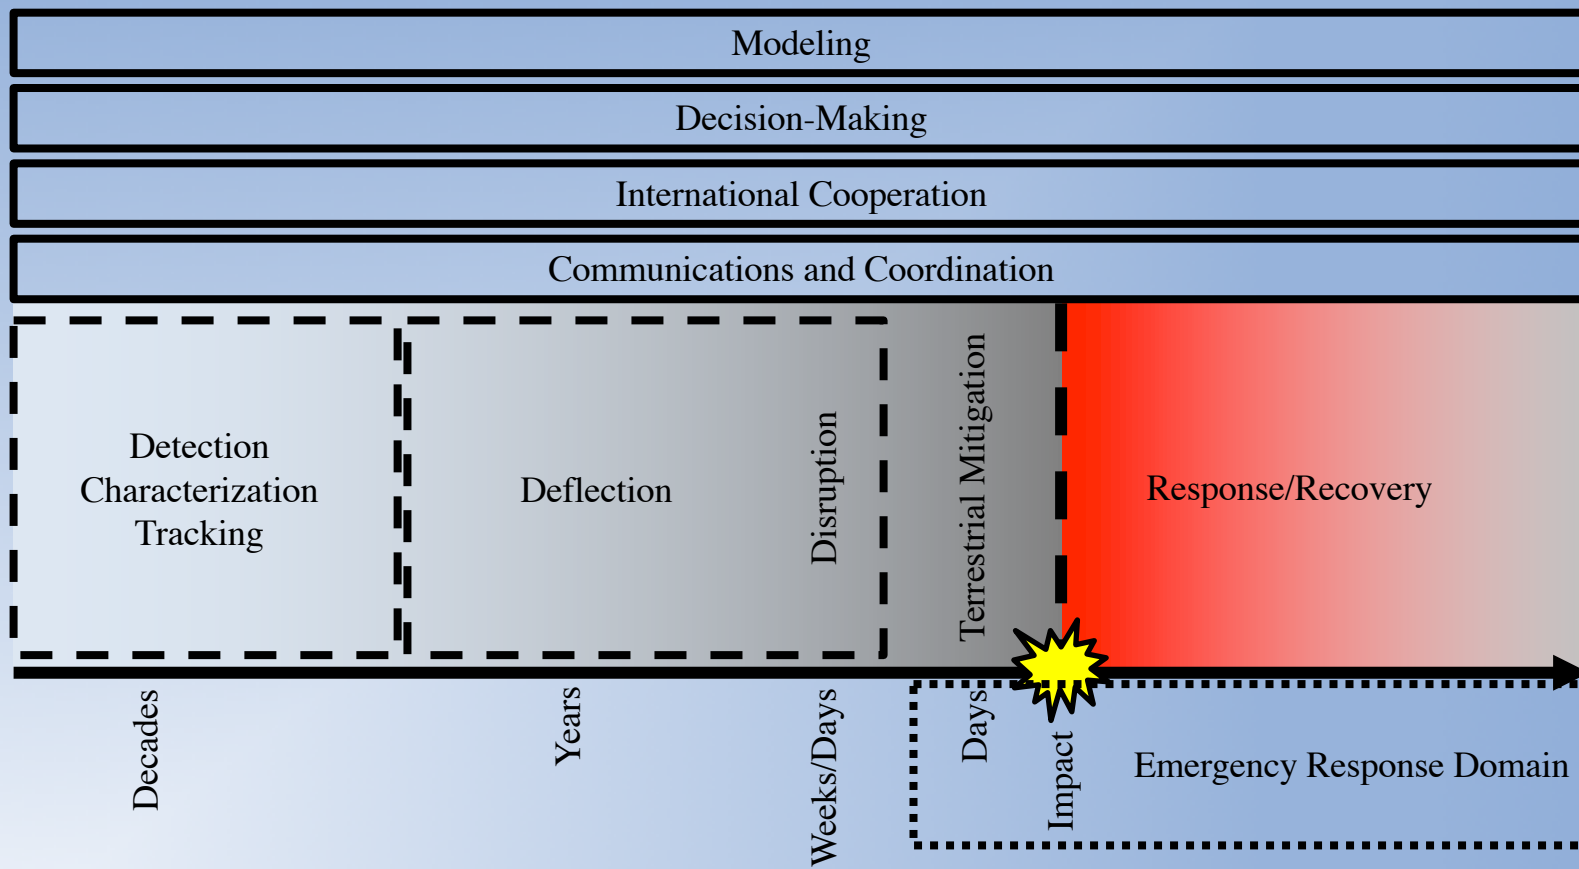 Modeling
Decision-Making
International Cooperation
Communications and Coordination
Detection
Characterization
Tracking
Deflection
Disruption
Terrestrial Mitigation
Response/Recovery
Decades
Years
Weeks/Days
Days
Impact
Emergency Response Domain